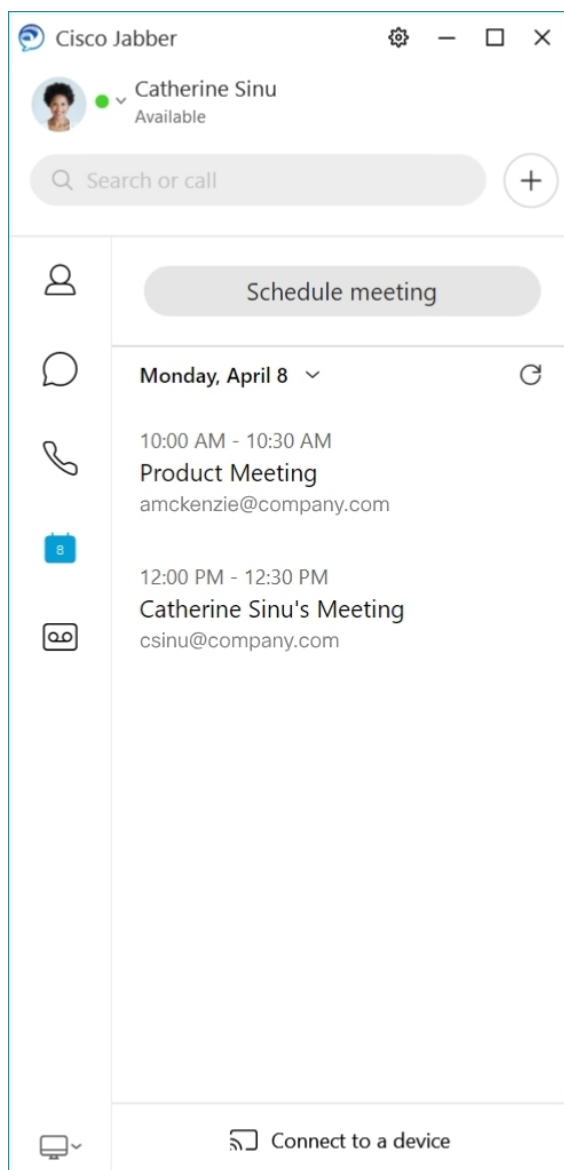 Cisco Jabber
Catherine Sinu
Available
Search or call
Schedule meeting
Monday, April 8
10:00 AM - 10:30 AM
Product Meeting
amckenzie@company.com
8
12:00 PM - 12:30 PM
Catherine Sinu's Meeting
csinu@company.com
Connect to a device